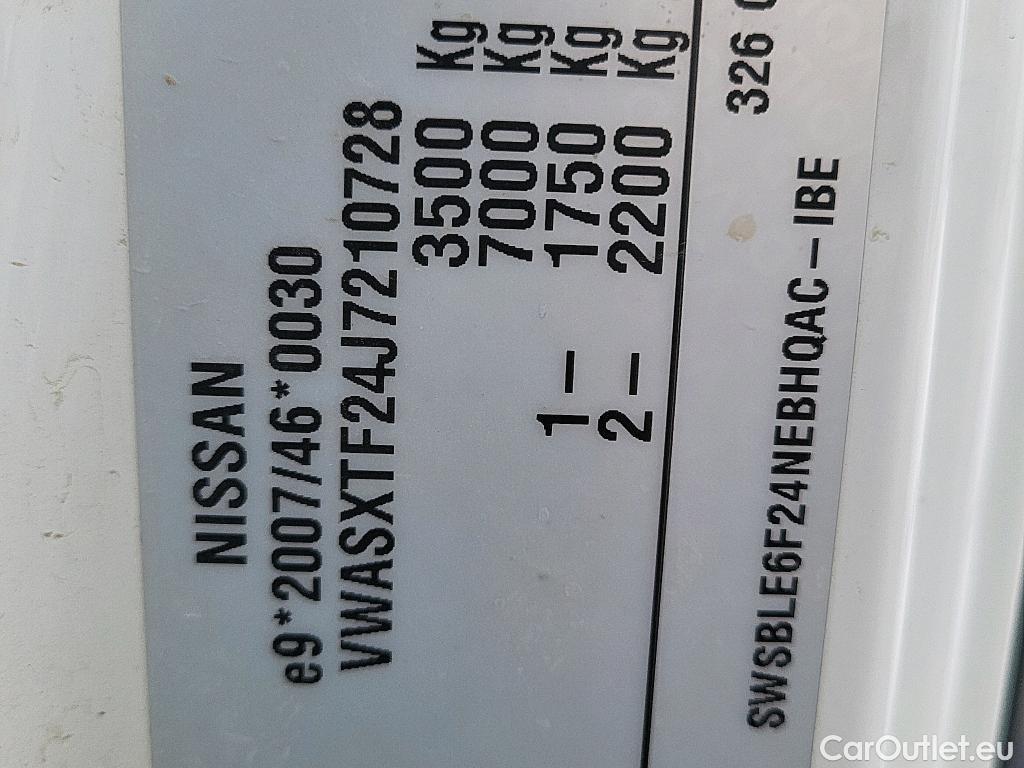 NISSAN
e9*2007/46*0030
VWASXTF24J7210728
3500 Kg
7000 Kg
1– 1750 Kg
2– 2200 Kg
326
SWSBLE6F24NEBHQAC–IBE
CarOutlet.eu